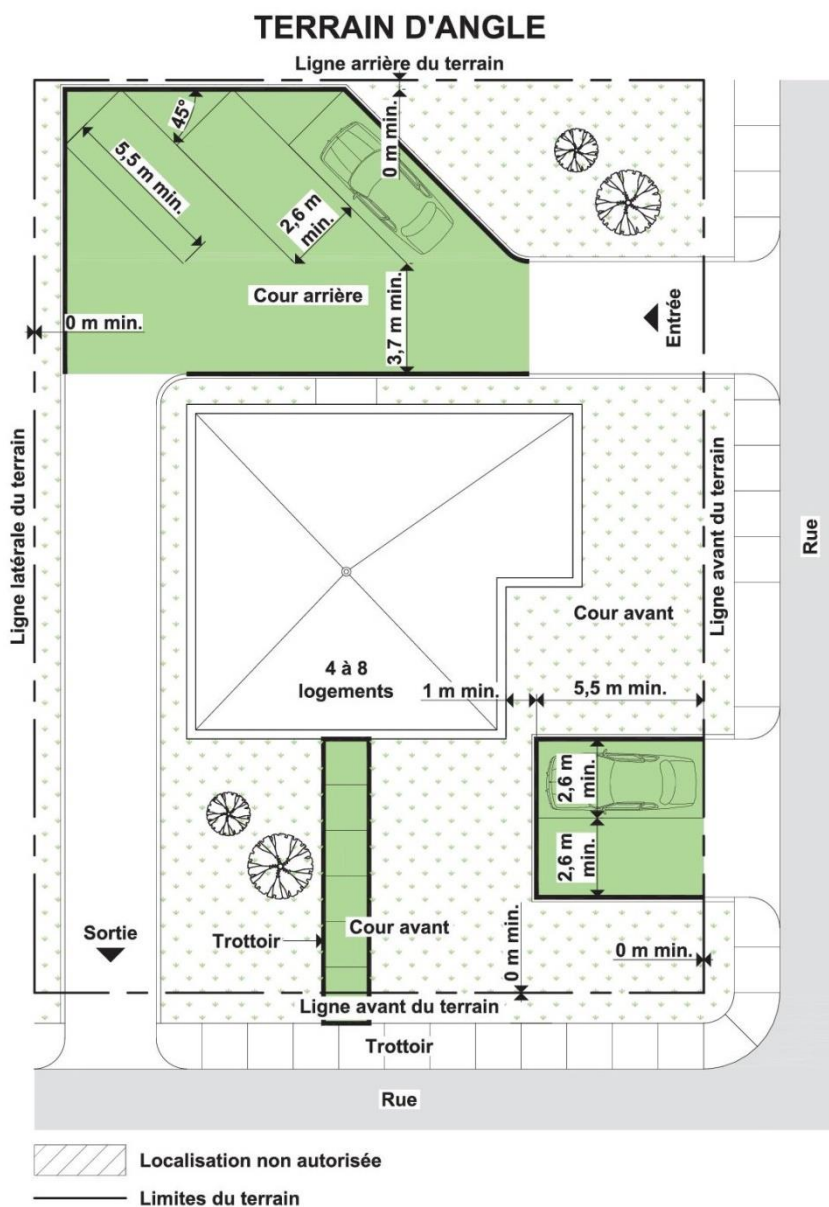 TERRAIN D'ANGLE
Ligne arrière du terrain
45°
0 m min.
5,5 m min.
2,6 m
min.
Cour arrière
3,7 m min.
0 m min.
Entrée
Ligne latérale du terrain
Ligne avant du terrain
Rue
Cour avant
4 à 8
logements
1 m min.
5,5 m min.
2,6 m
min.
2,6 m
min.
Cour avant
Trottoir
Sortie
0 m min.
0 m min.
Ligne avant du terrain
Trottoir
Rue
Localisation non autorisée
Limites du terrain